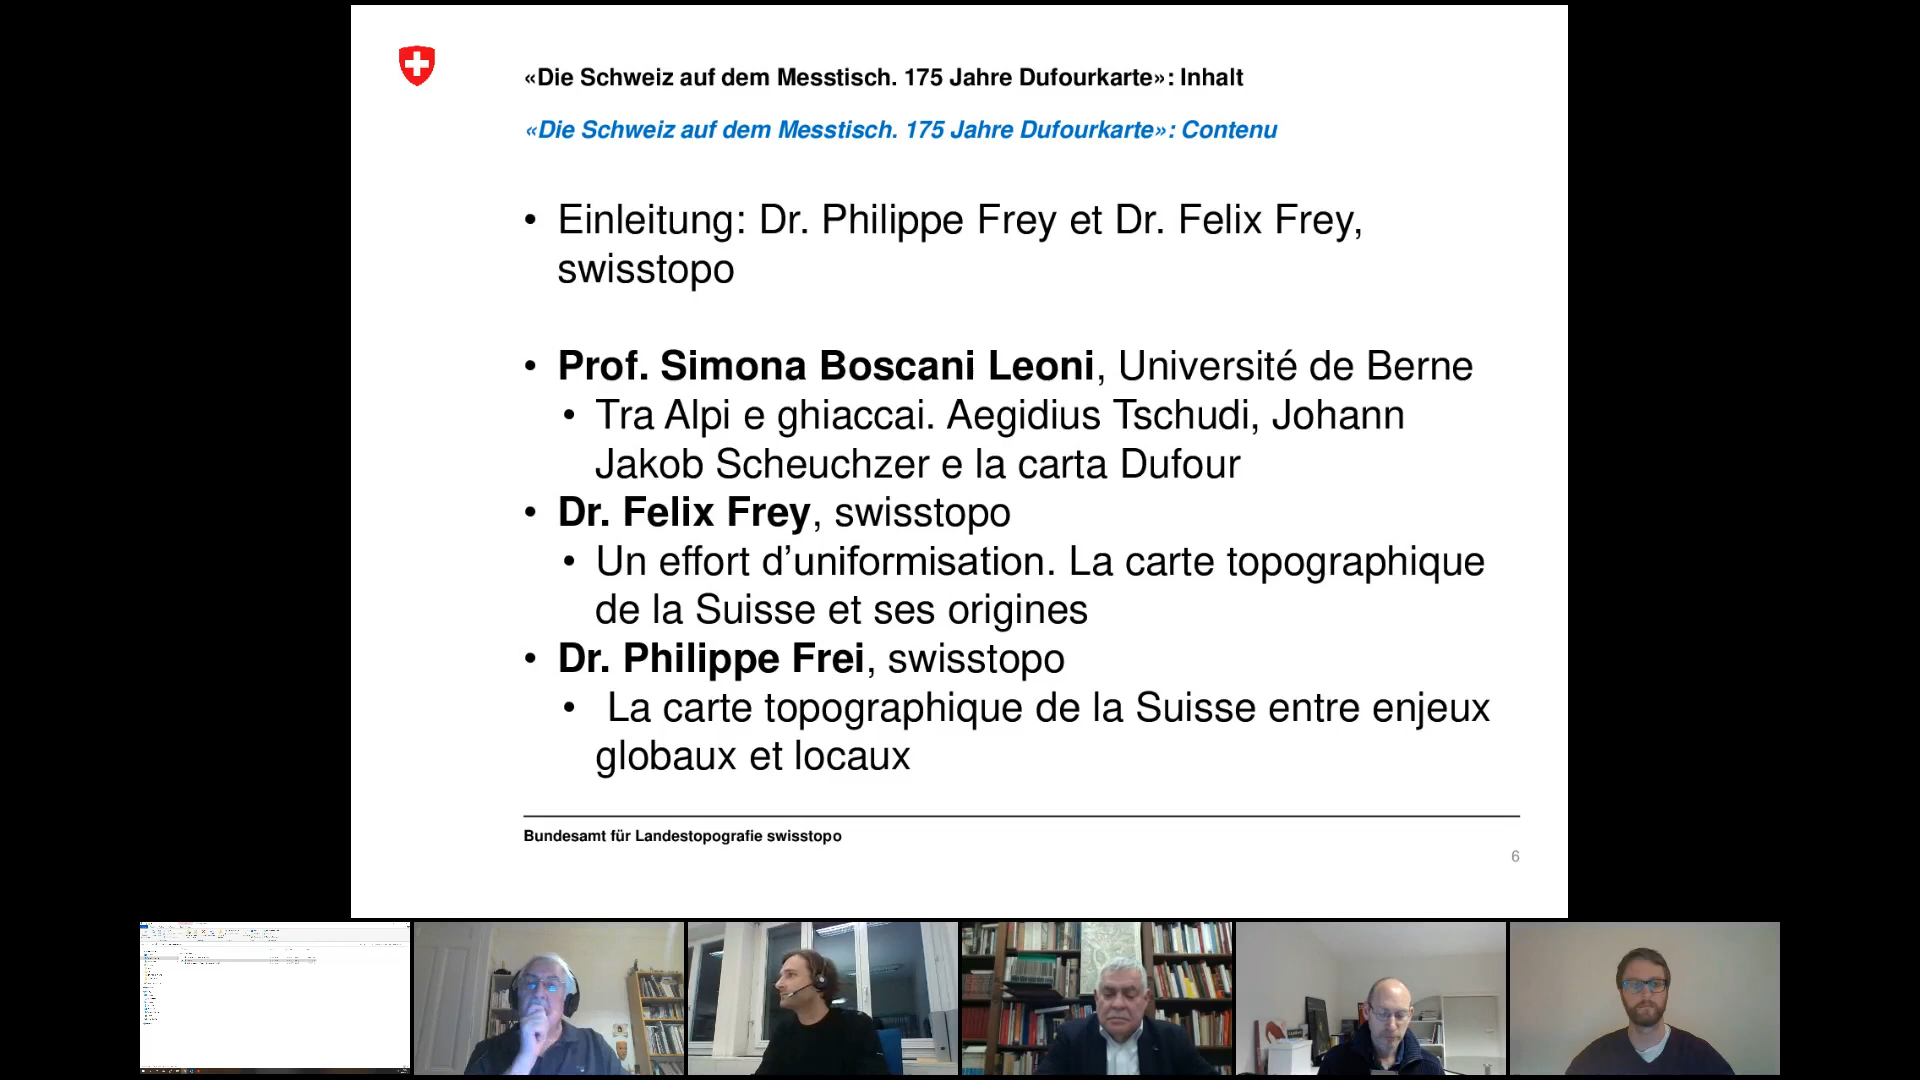 «Die Schweiz auf dem Messtisch. 175 Jahre Dufourkarte»: Inhalt
«Die Schweiz auf dem Messtisch. 175 Jahre Dufourkarte»: Contenu
• Einleitung: Dr. Philippe Frey et Dr. Felix Frey,
swisstopo
• Prof. Simona Boscani Leoni, Université de Berne
• Tra Alpi e ghiaccai. Aegidius Tschudi, Johann
Jakob Scheuchzer e la carta Dufour
• Dr. Felix Frey, swisstopo
• Un effort d’uniformisation. La carte topographique
de la Suisse et ses origines
• Dr. Philippe Frei, swisstopo
• La carte topographique de la Suisse entre enjeux
globaux et locaux
Bundesamt für Landestopografie swisstopo
6